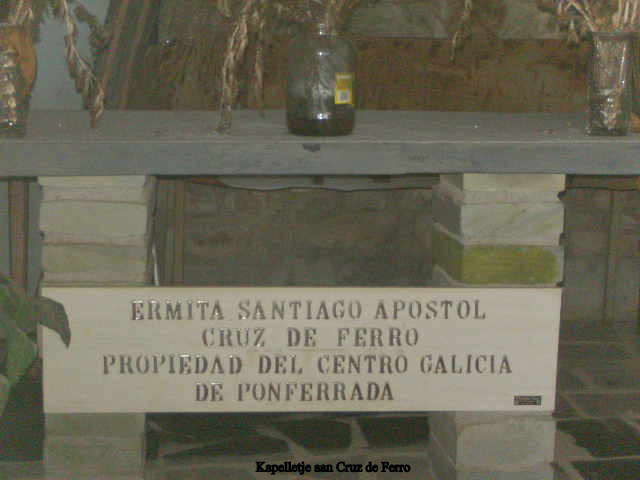 ERMITA SANTIAGO APOSTOL
CRUZ DE FERRO
PROPIEDAD DEL CENTRO GALICIA
DE PONFERRADA
Kapelletje aan Cruz de Ferro